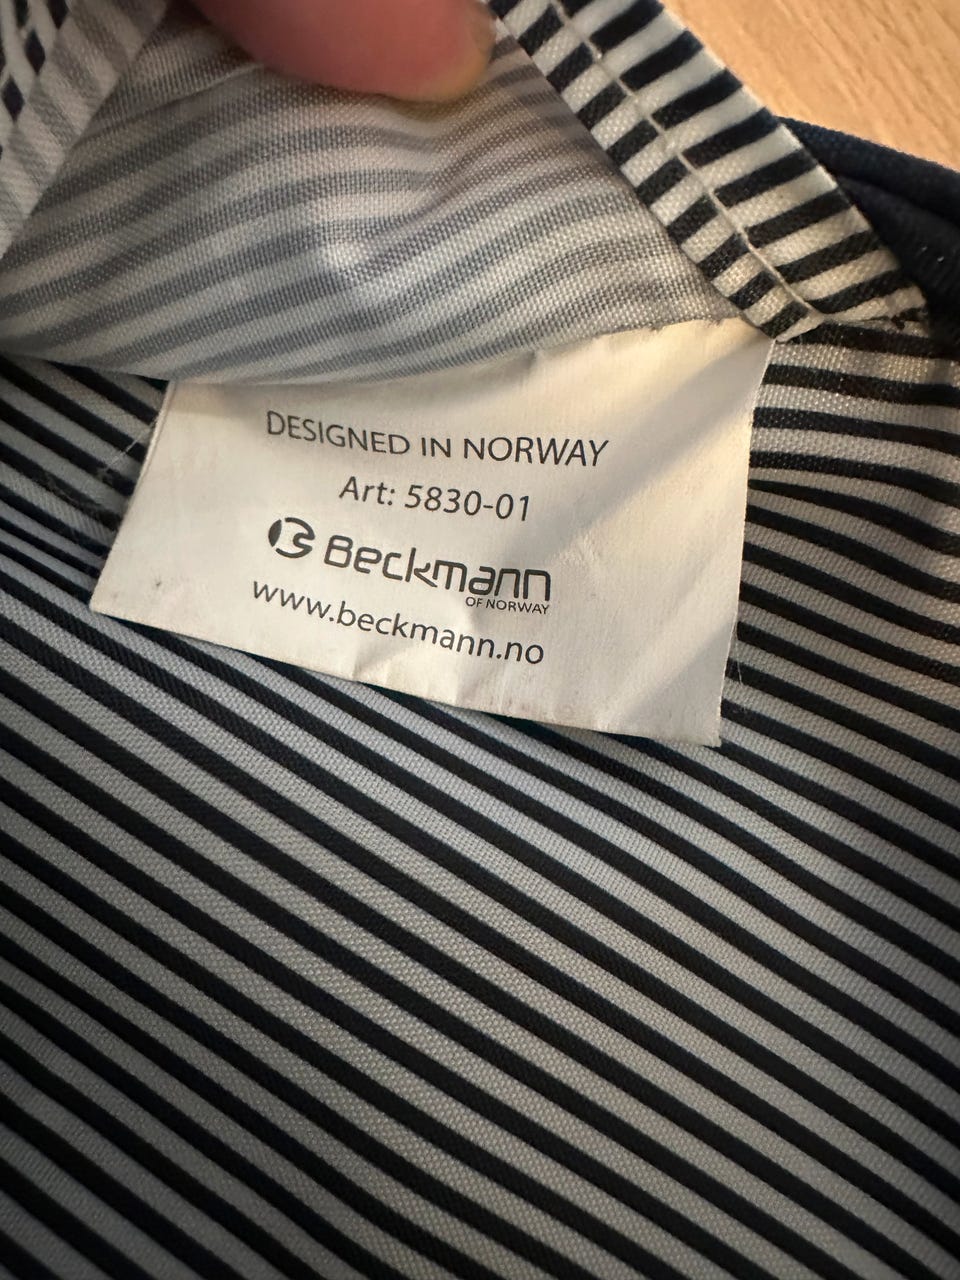 DESIGNED IN NORWAY
Art: 5830-01
Beckmann
OF NORWAY
www.beckmann.no